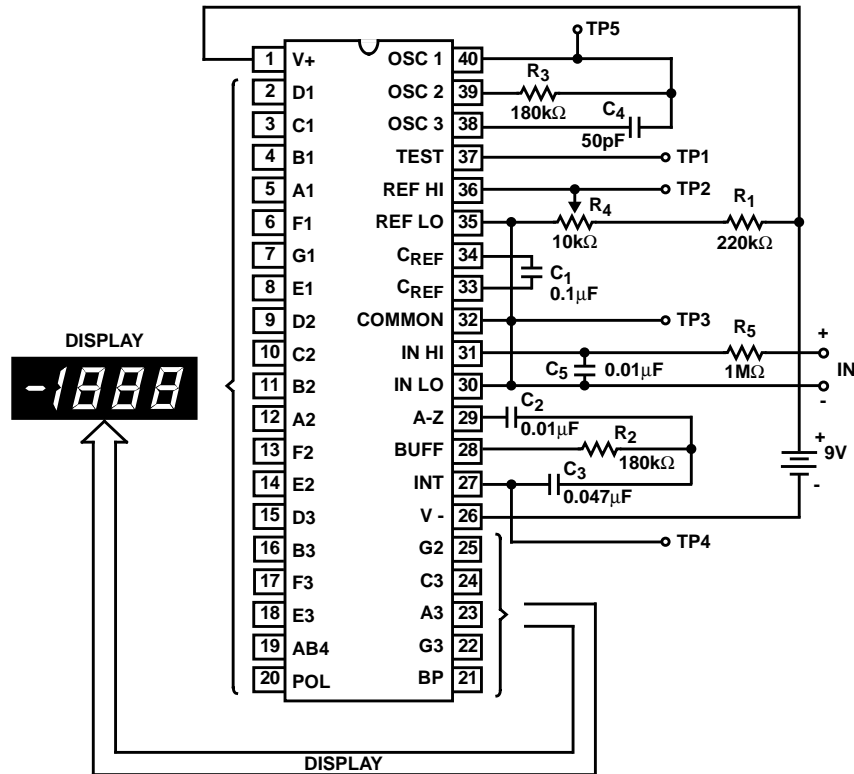 TP5
1 V+ OSC 1 40
2 D1 OSC 2 39
R3
180kΩ
3 C1 OSC 3 38
C4
50pF
4 B1 TEST 37 TP1
5 A1 REF HI 36 TP2
6 F1 REF LO 35
R4
10kΩ
R1
220kΩ
7 G1 CREF 34
8 E1 CREF 33
C1
0.1µF
9 D2 COMMON 32 TP3
10 C2 IN HI 31
R5
1MΩ
+
IN
-
11 B2 IN LO 30
C5 0.01µF
12 A2 A-Z 29
C2
0.01µF
13 F2 BUFF 28
R2
180kΩ
14 E2 INT 27
C3
0.047µF
+
9V
-
15 D3 V - 26
TP4
16 B3 G2 25
17 F3 C3 24
18 E3 A3 23
19 AB4 G3 22
20 POL BP 21
DISPLAY
-1888
DISPLAY